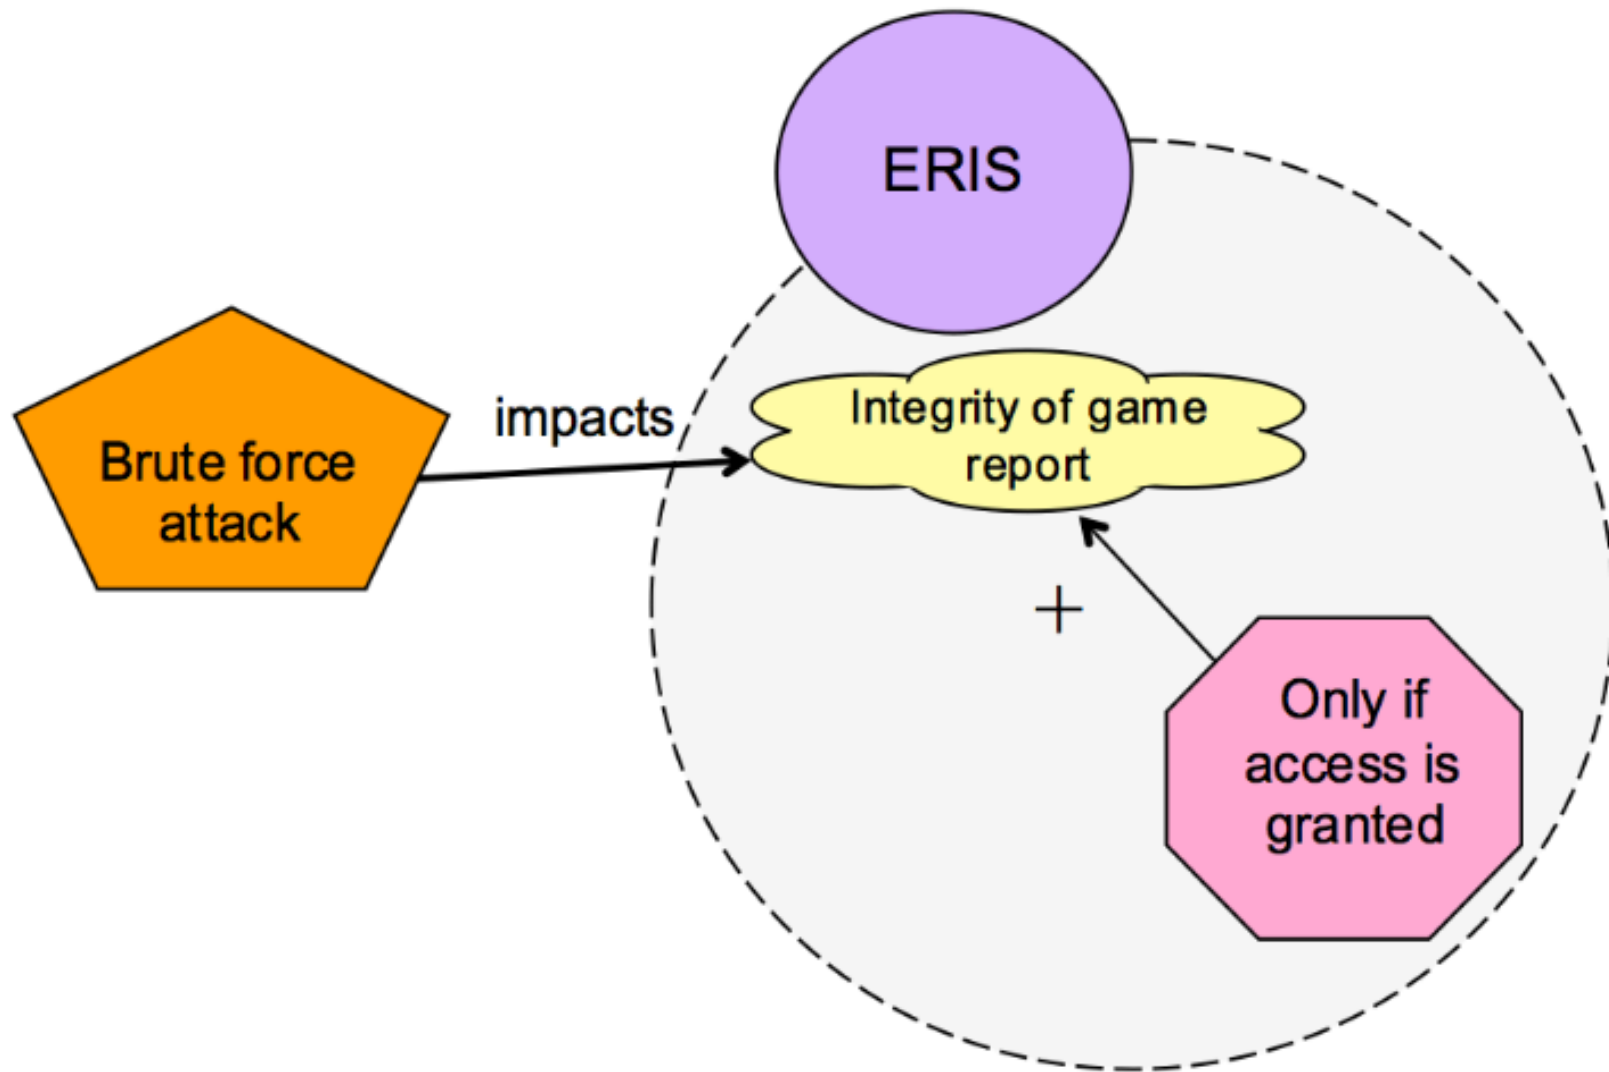 ERIS
impacts
Integrity of game
report
Brute force
attack
+
Only if
access is
granted